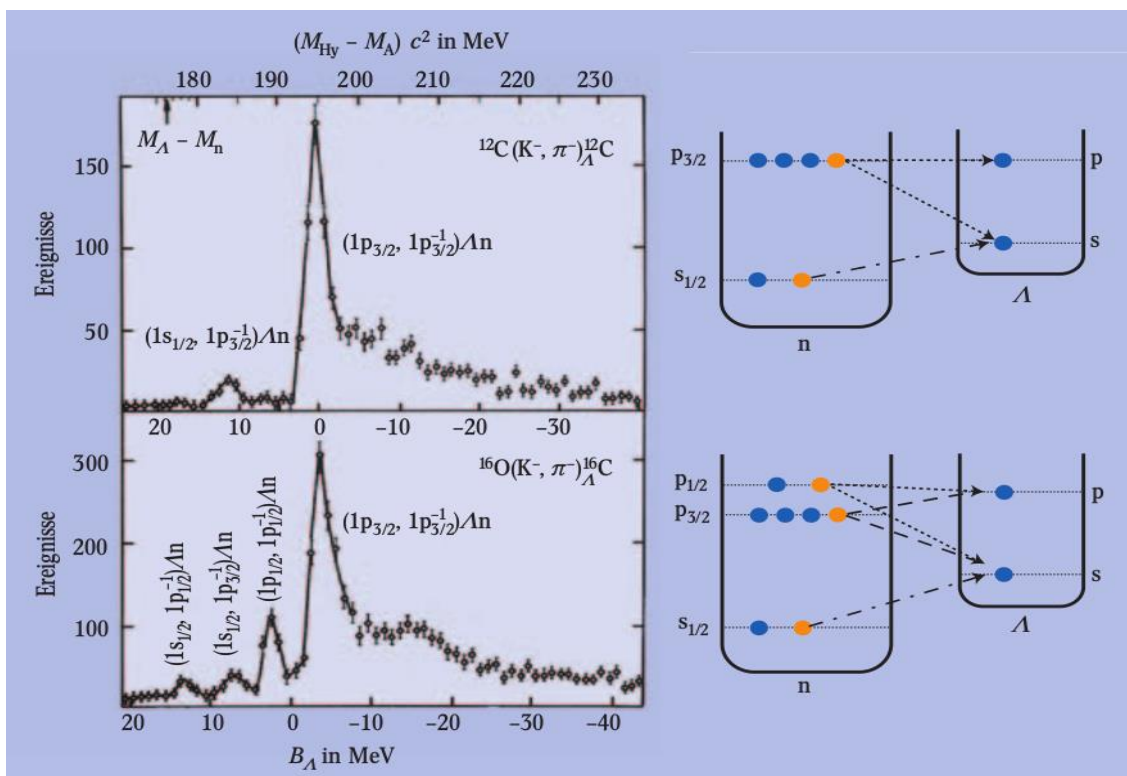 (M_Hy – M_A) c² in MeV
180 190 200 210 220 230
M_Λ – M_n
¹²C(K⁻, π⁻)¹²_ΛC
150
100
50
Ereignisse
(1p₃/₂, 1p₃/₂⁻¹)Λn
(1s₁/₂, 1p₃/₂⁻¹)Λn
20 10 0 –10 –20 –30
300
200
100
Ereignisse
¹⁶O(K⁻, π⁻)¹⁶_ΛC
(1p₃/₂, 1p₃/₂⁻¹)Λn
(1s₁/₂, 1p₁/₂⁻¹)Λn
(1s₁/₂, 1p₃/₂⁻¹)Λn
(1p₁/₂, 1p₁/₂⁻¹)Λn
20 10 0 –10 –20 –30 –40
B_Λ in MeV
p₃/₂
s₁/₂
n
p
s
Λ
p₁/₂
p₃/₂
s₁/₂
n
p
s
Λ